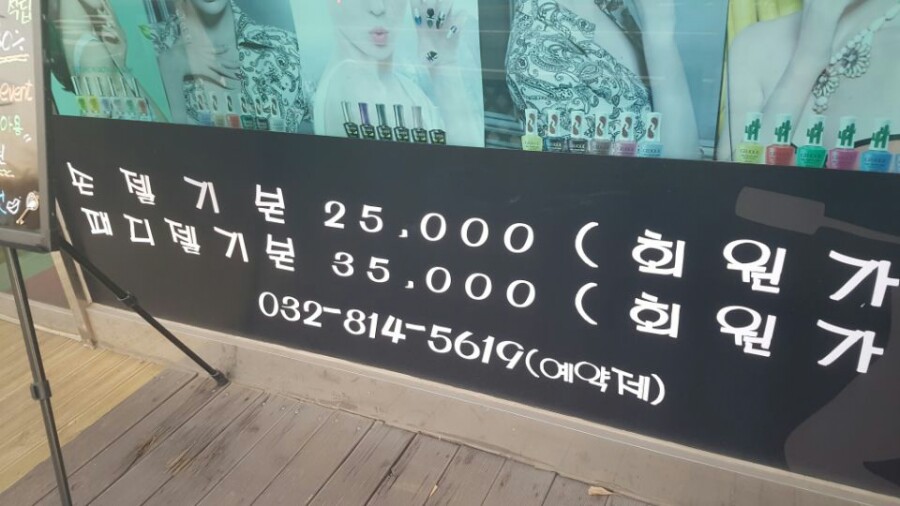 손젤기본 25,000 (회원가
패디젤기본 35,000 (회원가
032-814-5619(예약제)
event